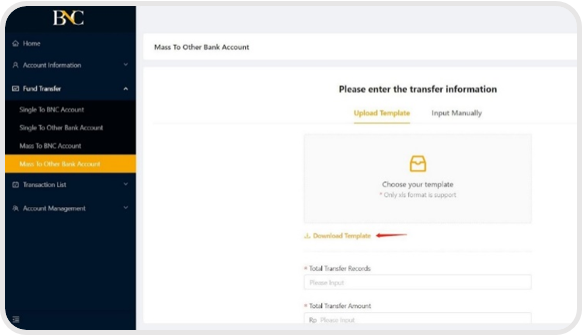 BNC
Home
Account Information
Fund Transfer
Single To BNC Account
Single To Other Bank Account
Mass To BNC Account
Mass To Other Bank Account
Transaction List
Account Management
Mass To Other Bank Account
Please enter the transfer information
Upload Template Input Manually
Choose your template
* Only xls format is support
Download Template
* Total Transfer Records
Please Input
* Total Transfer Amount
Rp Please Input